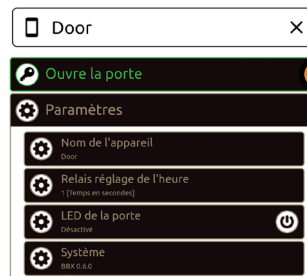 Door
Ouvre la porte
Paramètres
Nom de l'appareil
Door
Relais réglage de l'heure
1 [Temps en secondes]
LED de la porte
Désactivé
Système
BBX 0.6.0